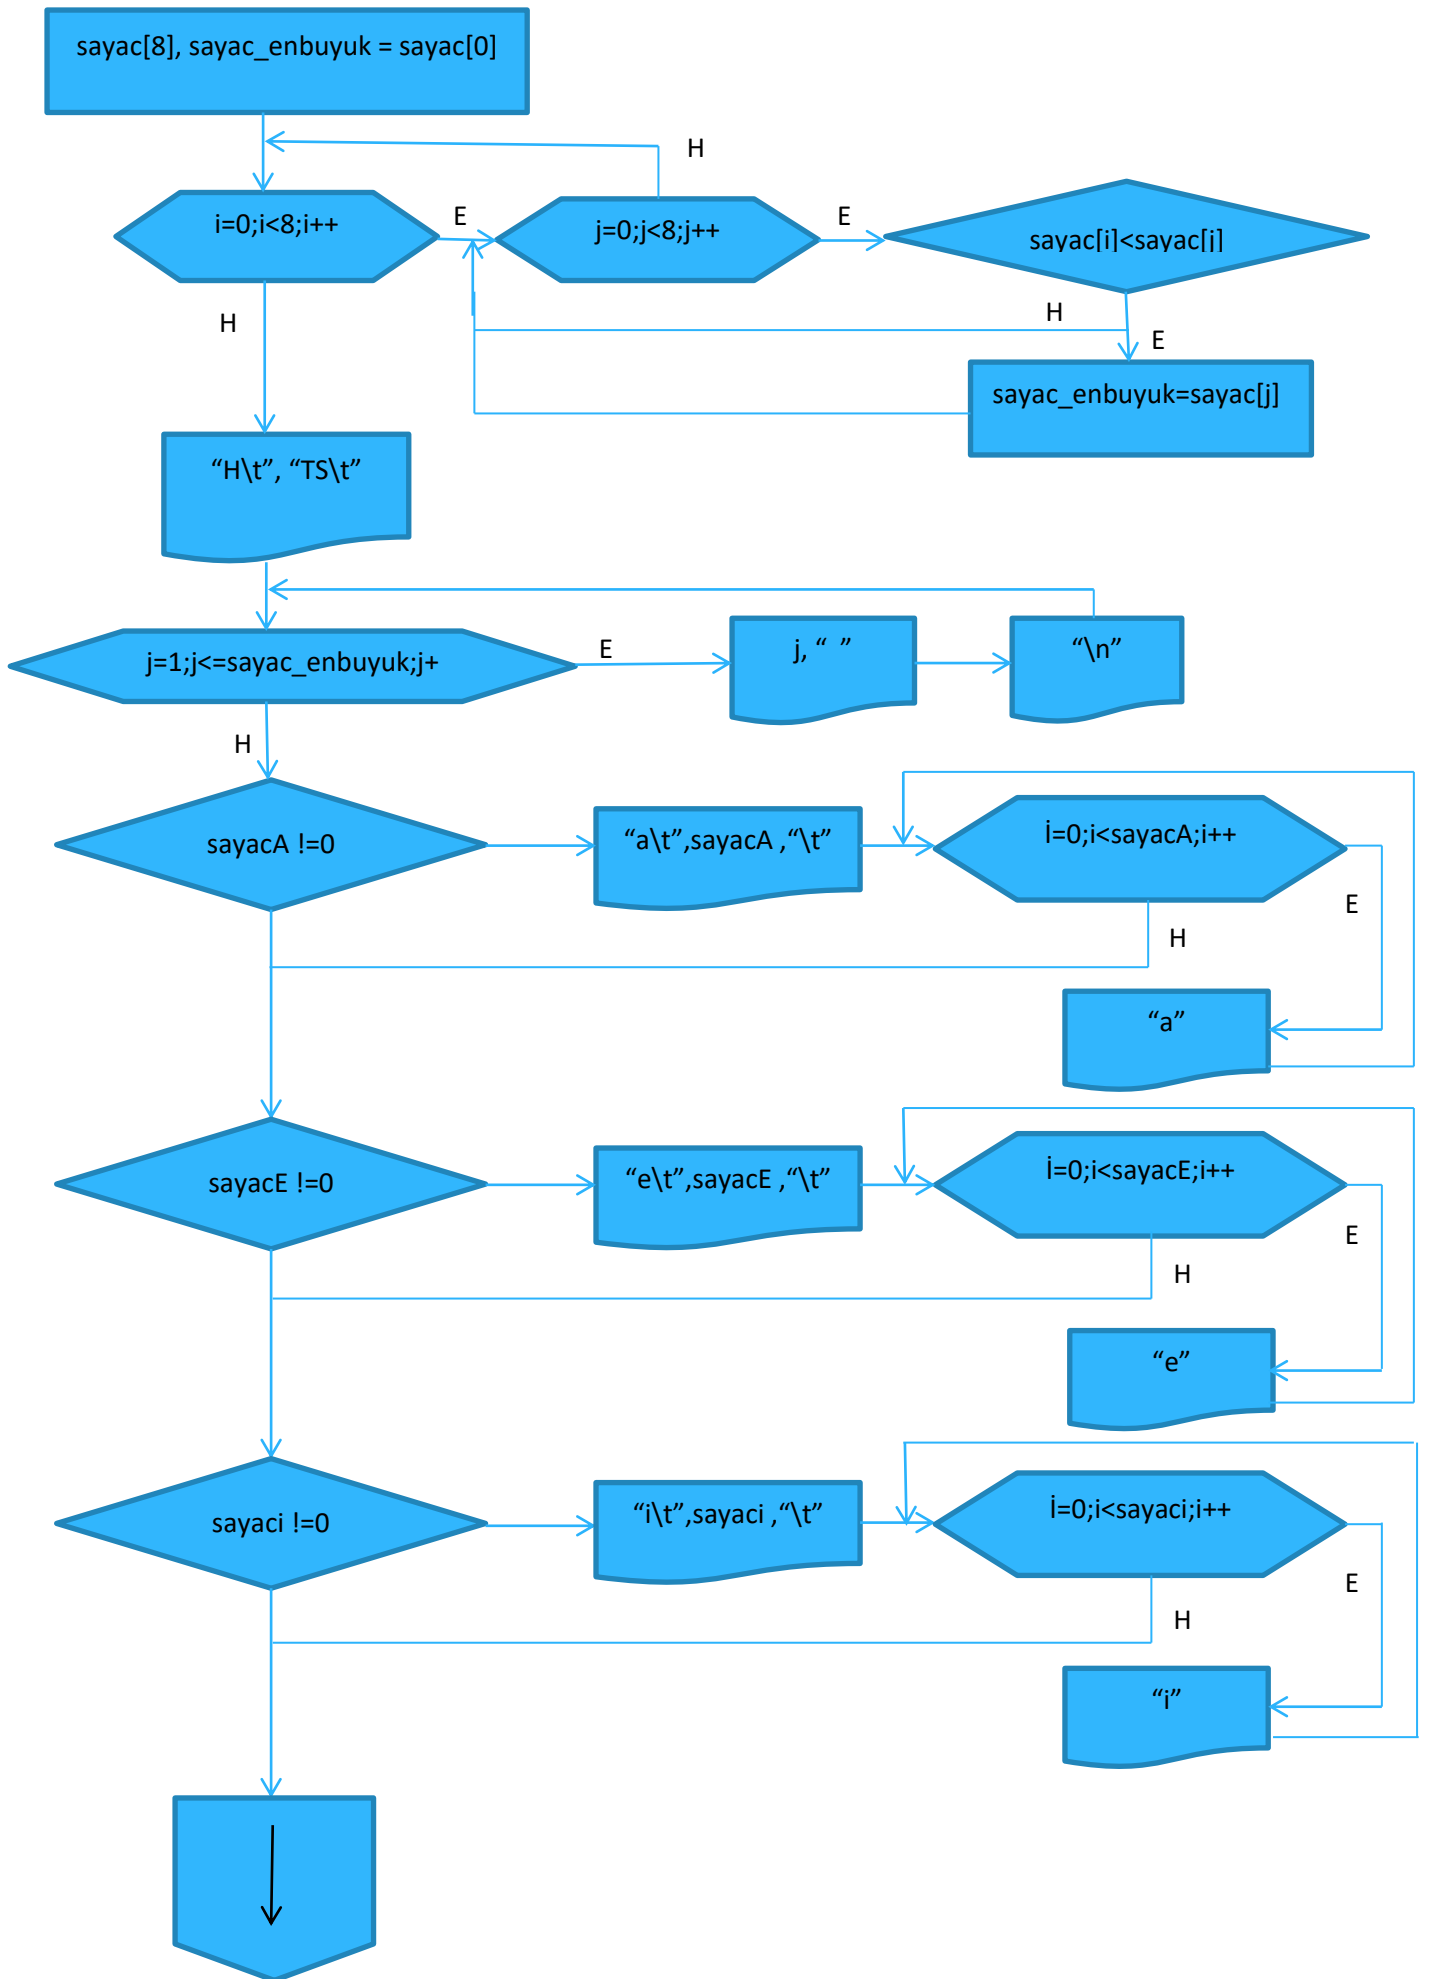 sayac[8], sayac_enbuyuk = sayac[0]
H
i=0;i<8;i++
E
j=0;j<8;j++
E
sayac[i]<sayac[j]
H
H
E
sayac_enbuyuk=sayac[j]
“H\t”, “TS\t”
j=1;j<=sayac_enbuyuk;j+
E
j, “ ”
“\n”
H
sayacA !=0
“a\t”,sayacA ,“\t”
İ=0;i<sayacA;i++
E
H
“a”
sayacE !=0
“e\t”,sayacE ,“\t”
İ=0;i<sayacE;i++
E
H
“e”
sayaci !=0
“i\t”,sayaci ,“\t”
İ=0;i<sayaci;i++
E
H
“i”